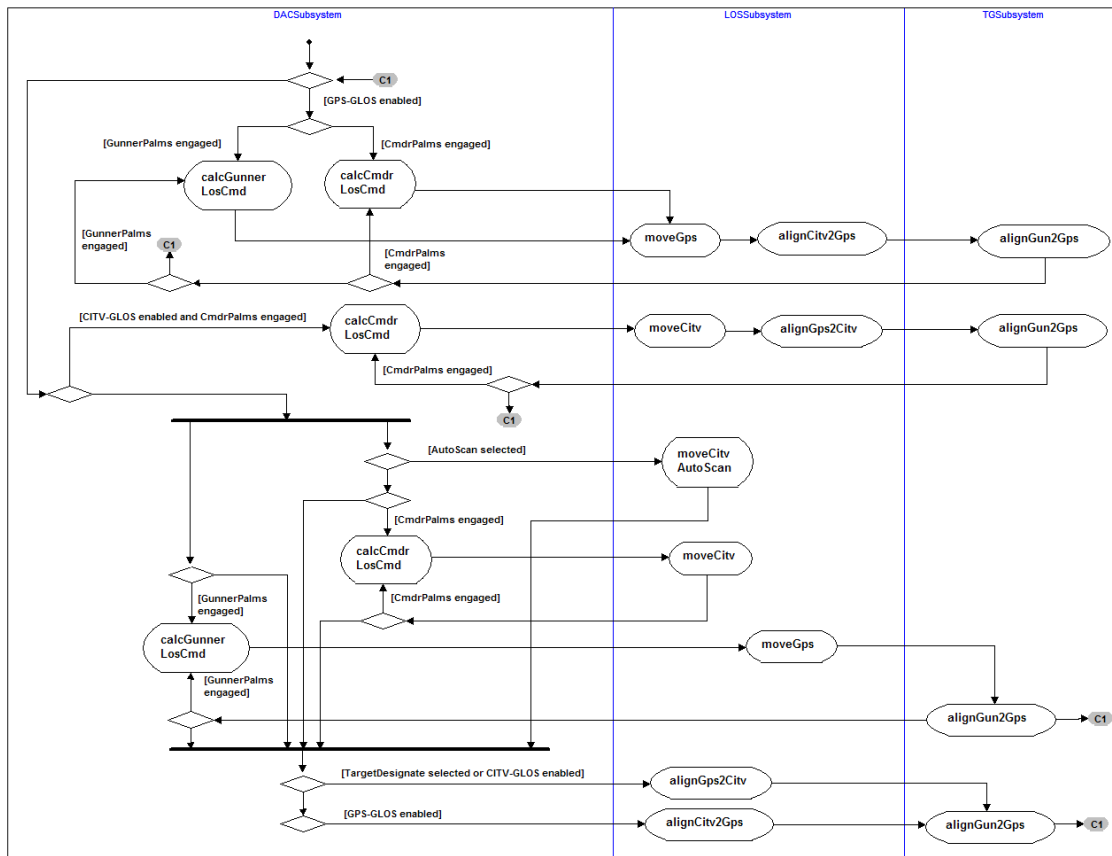 DACSubsystem
LOSSubsystem
TGSubsystem
C1
[GPS-GLOS enabled]
[GunnerPalms engaged]
[CmdrPalms engaged]
calcGunner
LosCmd
calcCmdr
LosCmd
[GunnerPalms
engaged]
C1
[CmdrPalms
engaged]
moveGps
alignCitv2Gps
alignGun2Gps
[CITV-GLOS enabled and CmdrPalms engaged]
calcCmdr
LosCmd
moveCitv
alignGps2Citv
alignGun2Gps
[CmdrPalms engaged]
C1
[AutoScan selected]
moveCitv
AutoScan
[CmdrPalms engaged]
calcCmdr
LosCmd
moveCitv
[CmdrPalms engaged]
[GunnerPalms
engaged]
calcGunner
LosCmd
moveGps
[GunnerPalms
engaged]
alignGun2Gps
C1
[TargetDesignate selected or CITV-GLOS enabled]
alignGps2Citv
[GPS-GLOS enabled]
alignCitv2Gps
alignGun2Gps
C1